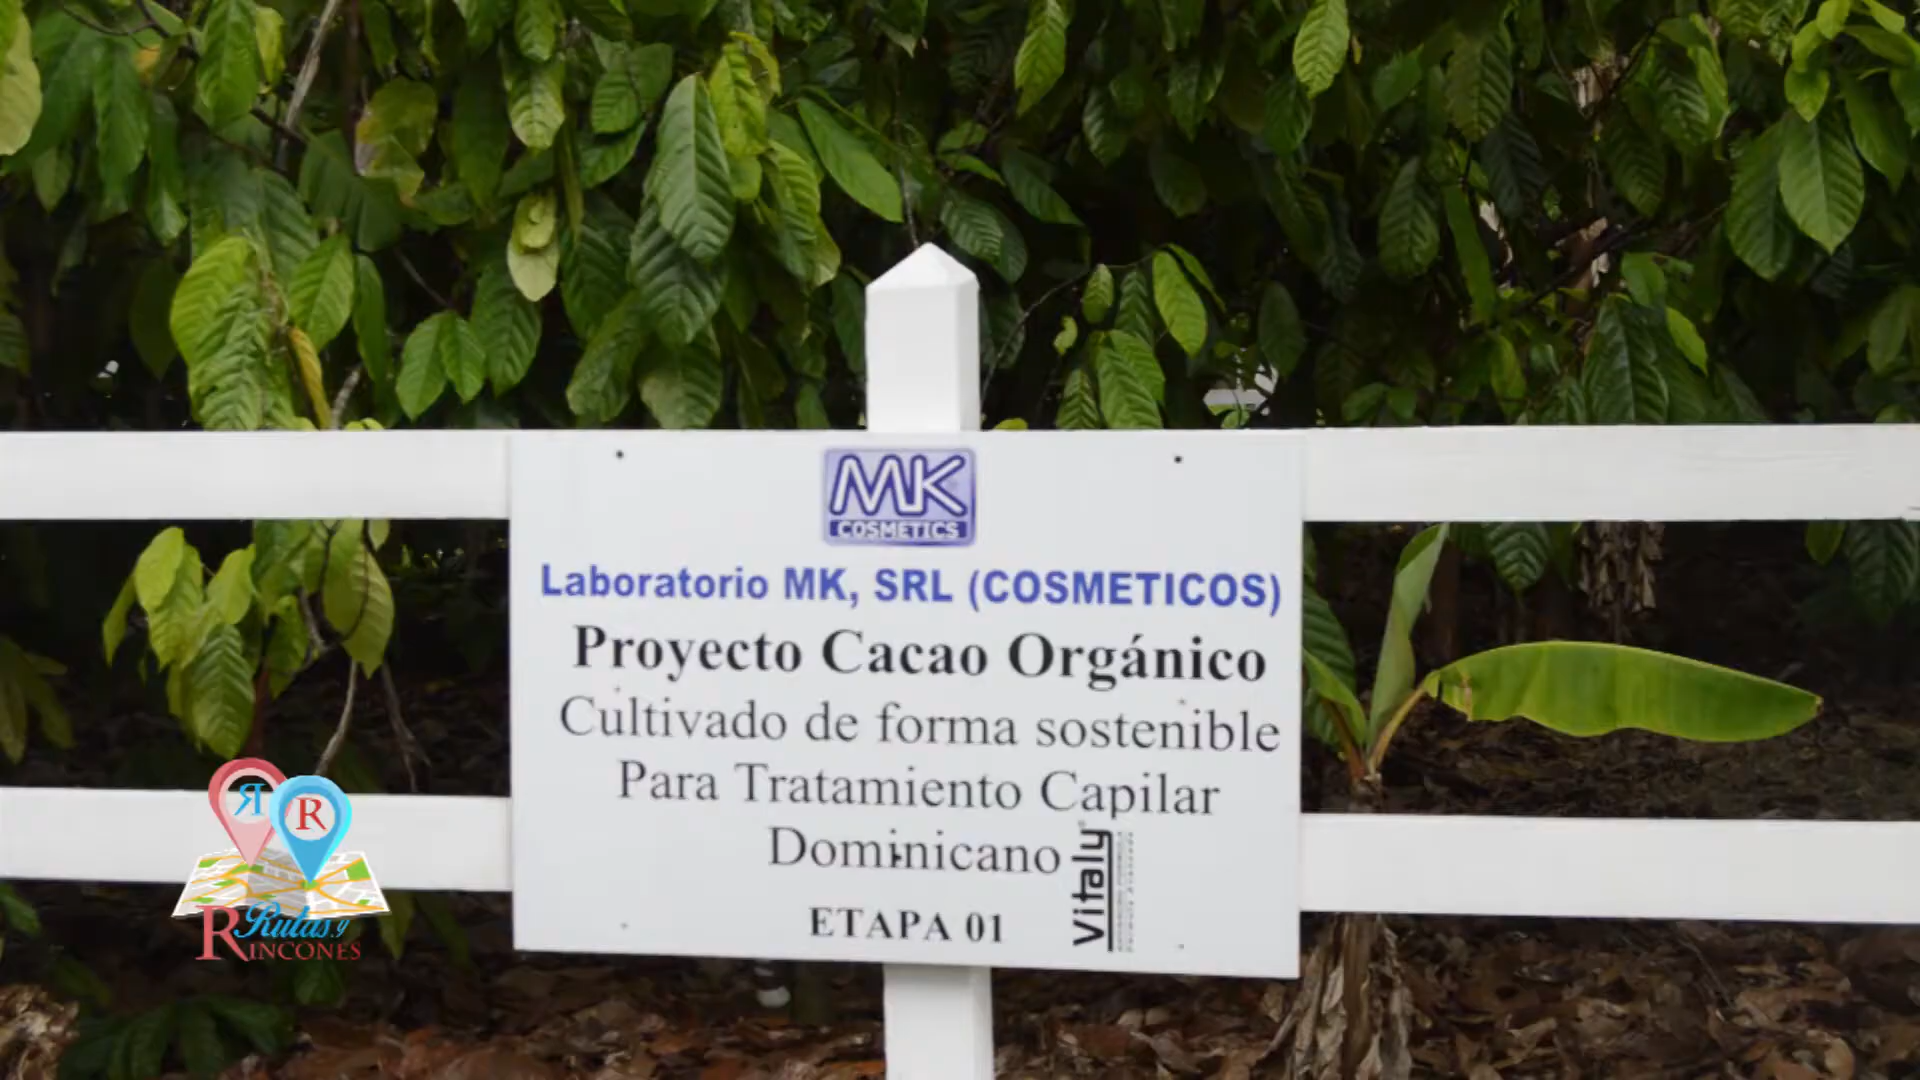 MK
COSMETICS
Laboratorio MK, SRL (COSMETICOS)
Proyecto Cacao Orgánico
Cultivado de forma sostenible
Para Tratamiento Capilar
Dominicano
Vitaly
ETAPA 01
R R
Rutas y
RINCONES